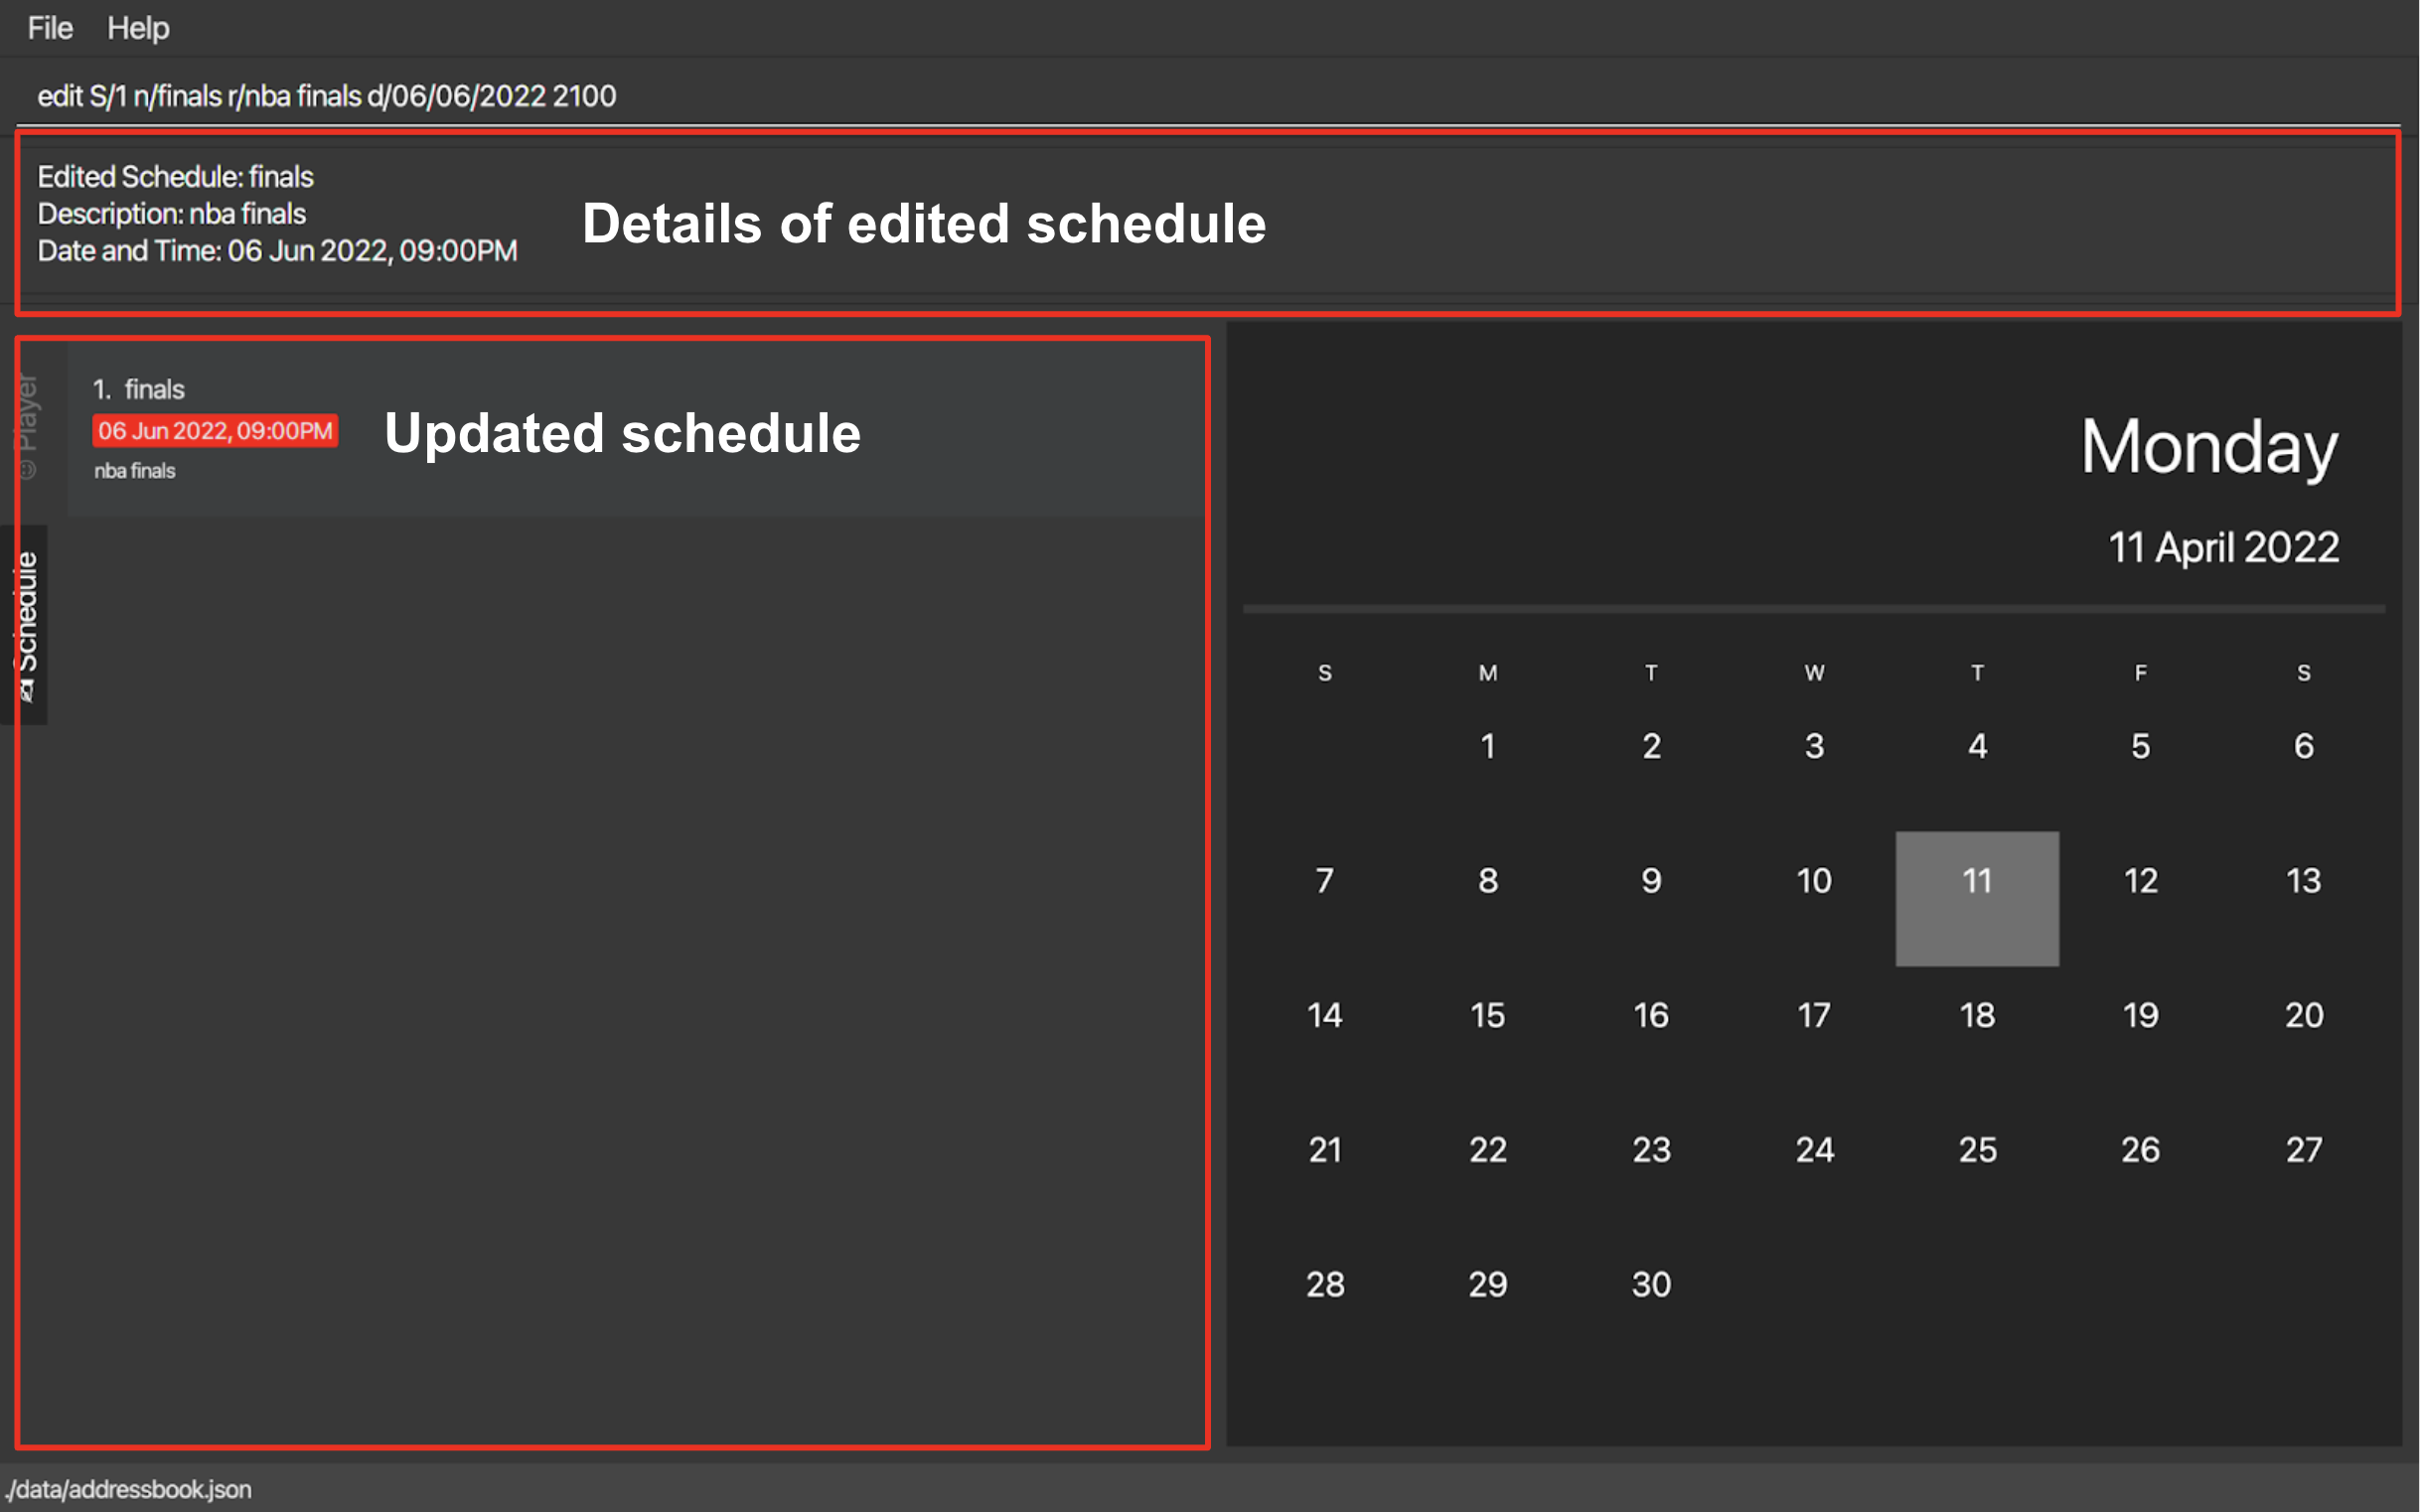 File Help
edit S/1 n/finals r/nba finals d/06/06/2022 2100
Edited Schedule: finals
Description: nba finals
Date and Time: 06 Jun 2022, 09:00PM
Details of edited schedule
Player
Schedule
1. finals
06 Jun 2022, 09:00PM
nba finals
Updated schedule
Monday
11 April 2022
S M T W T F S
1 2 3 4 5 6
7 8 9 10 11 12 13
14 15 16 17 18 19 20
21 22 23 24 25 26 27
28 29 30
./data/addressbook.json